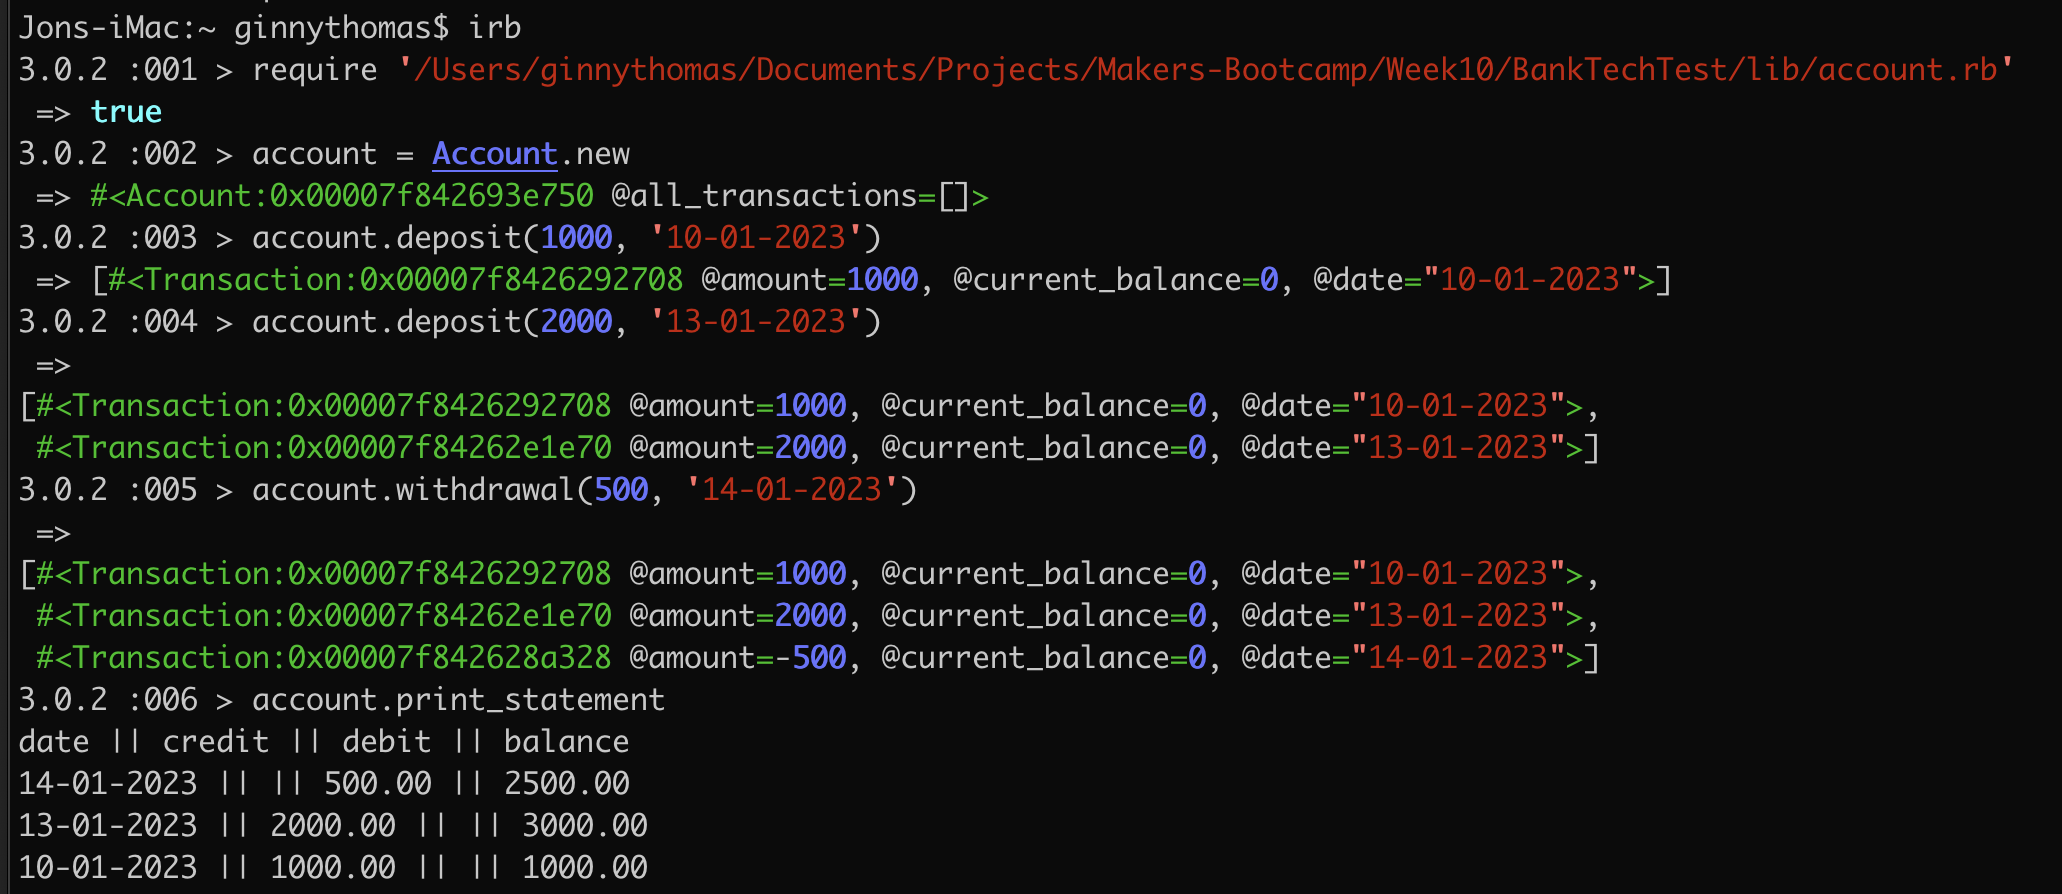 Jons-iMac:~ ginnythomas$ irb
3.0.2 :001 > require '/Users/ginnythomas/Documents/Projects/Makers-Bootcamp/Week10/BankTechTest/lib/account.rb'
 => true
3.0.2 :002 > account = Account.new
 => #<Account:0x00007f842693e750 @all_transactions=[]>
3.0.2 :003 > account.deposit(1000, '10-01-2023')
 => [#<Transaction:0x00007f8426292708 @amount=1000, @current_balance=0, @date="10-01-2023">]
3.0.2 :004 > account.deposit(2000, '13-01-2023')
 =>
[#<Transaction:0x00007f8426292708 @amount=1000, @current_balance=0, @date="10-01-2023">,
 #<Transaction:0x00007f84262e1e70 @amount=2000, @current_balance=0, @date="13-01-2023">]
3.0.2 :005 > account.withdrawal(500, '14-01-2023')
 =>
[#<Transaction:0x00007f8426292708 @amount=1000, @current_balance=0, @date="10-01-2023">,
 #<Transaction:0x00007f84262e1e70 @amount=2000, @current_balance=0, @date="13-01-2023">,
 #<Transaction:0x00007f842628a328 @amount=-500, @current_balance=0, @date="14-01-2023">]
3.0.2 :006 > account.print_statement
date || credit || debit || balance
14-01-2023 || || 500.00 || 2500.00
13-01-2023 || 2000.00 || || 3000.00
10-01-2023 || 1000.00 || || 1000.00